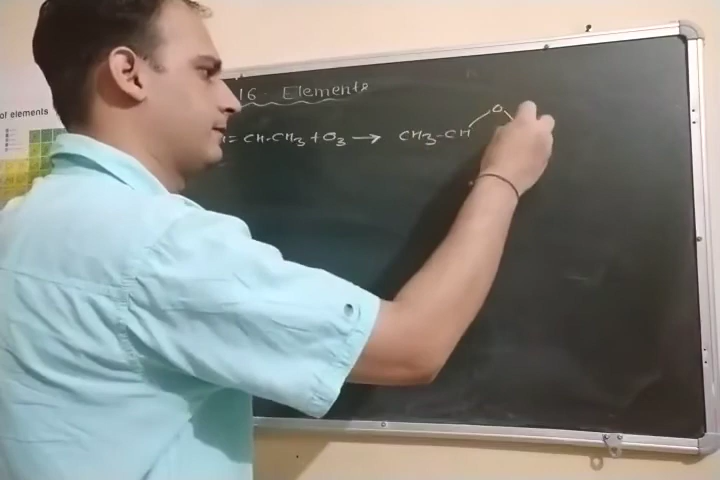 of elements
16. Elements
= CH.CH₃ + O₃ → CH₃-CH
O